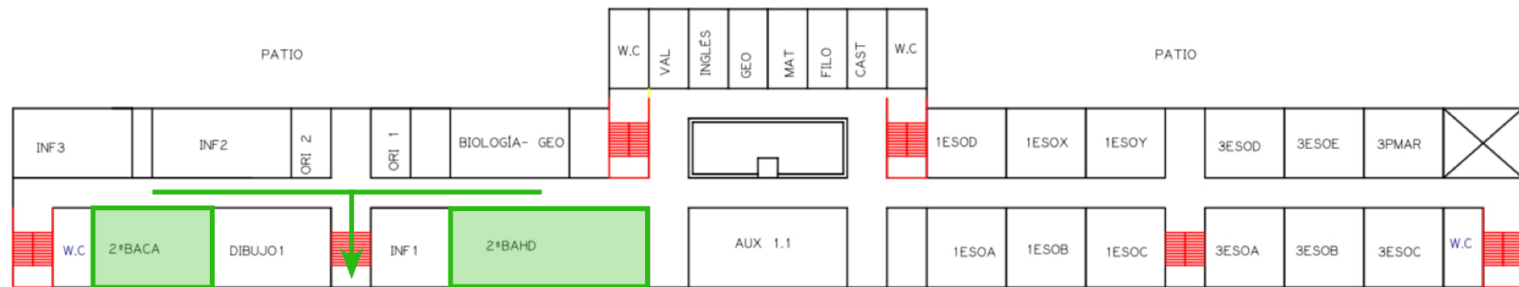 PATIO
W.C
VAL
INGLÉS
GEO
MAT
FILO
CAST
W.C
PATIO
INF3
INF2
ORI 2
ORI 1
BIOLOGÍA- GEO
1ESOD
1ESOX
1ESOY
3ESOD
3ESOE
3PMAR
W.C
2ºBACA
DIBUJO1
INF1
2ºBAHD
AUX 1.1
1ESOA
1ESOB
1ESOC
3ESOA
3ESOB
3ESOC
W.C